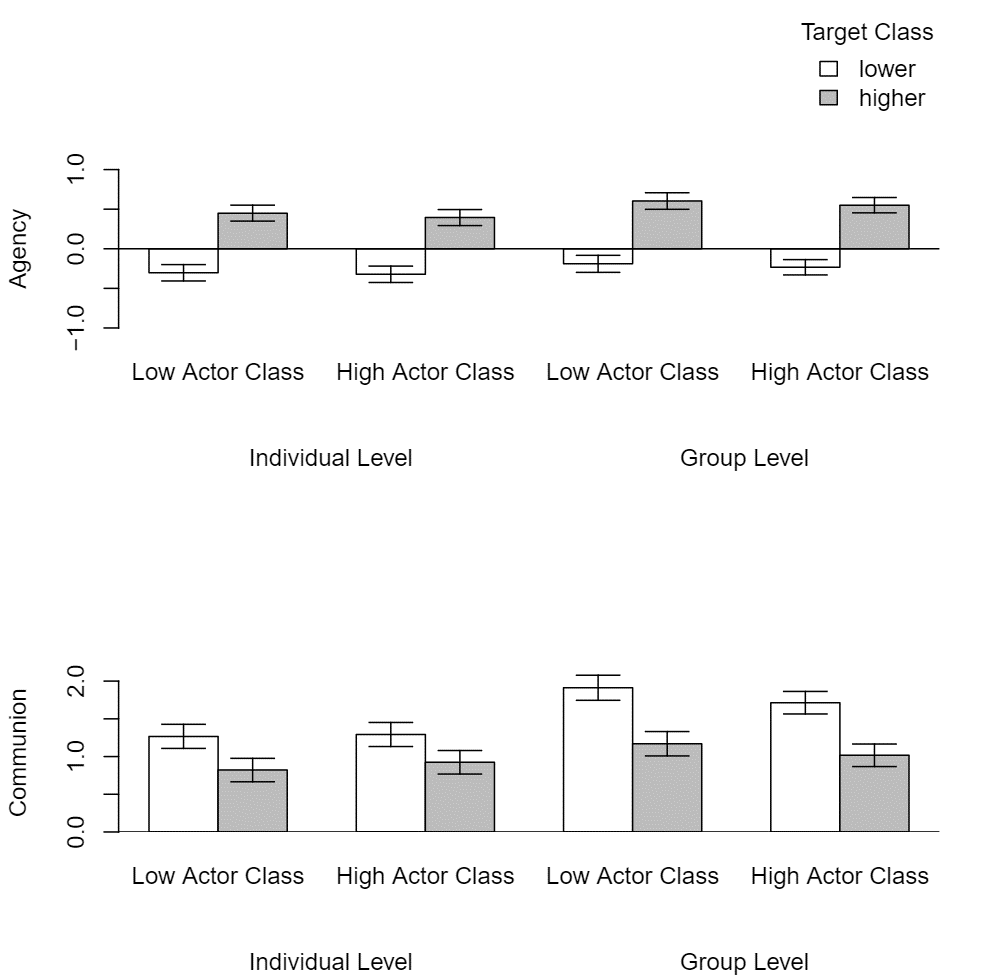 Target Class
lower
higher
Agency
1.0
0.0
−1.0
Low Actor Class High Actor Class Low Actor Class High Actor Class
Individual Level Group Level
Communion
2.0
1.0
0.0
Low Actor Class High Actor Class Low Actor Class High Actor Class
Individual Level Group Level